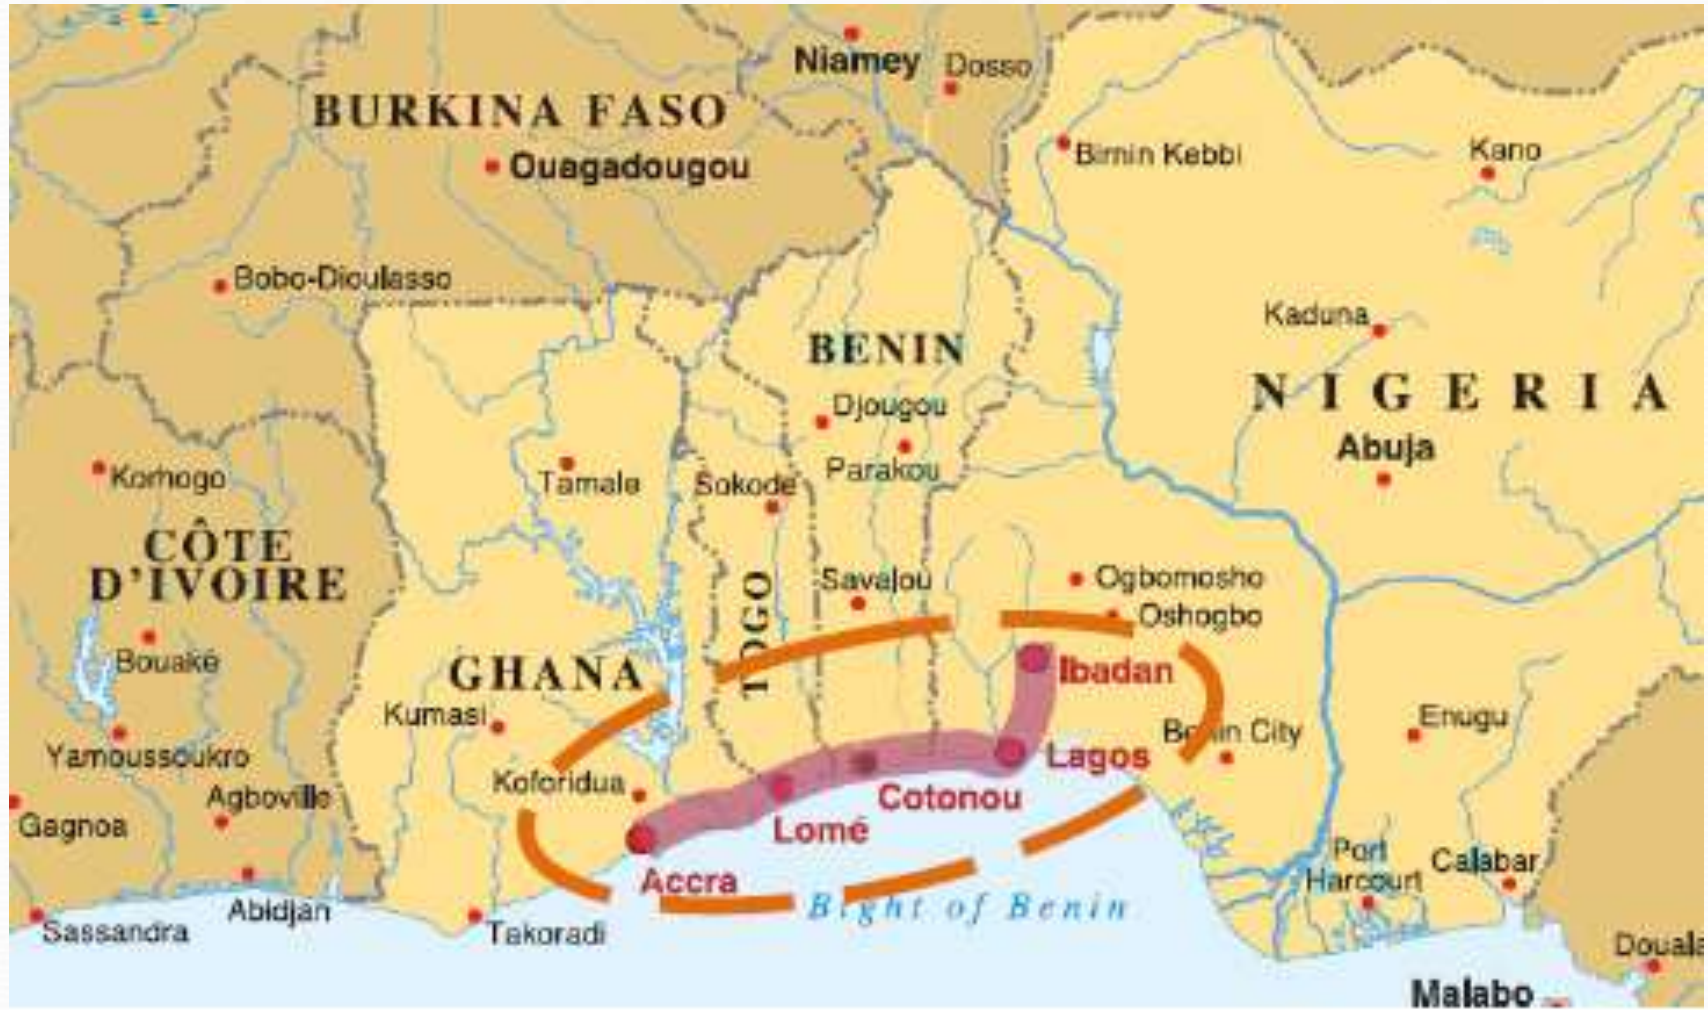 Niamey
Dosso
BURKINA FASO
Ouagadougou
Birnin Kebbi
Kano
Bobo-Dioulasso
Kaduna
BENIN
NIGERIA
Djougou
Abuja
Korhogo
Tamale
Sokode
Parakou
CÔTE
D'IVOIRE
Savalou
Ogbomosho
TOGO
Oshogbo
Bouaké
GHANA
Ibadan
Kumasi
Enugu
Benin City
Yamoussoukro
Lagos
Koforidua
Agboville
Cotonou
Gagnoa
Lomé
Port
Harcourt
Calabar
Accra
Abidjan
Bight of Benin
Sassandra
Takoradi
Douala
Malabo